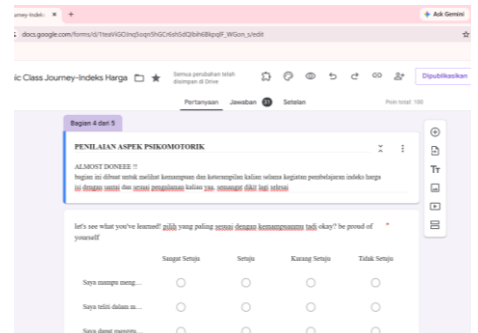 urney-Indeks
Ask Gemini
docs.google.com/forms/d/
edit
ic Class Journey-Indeks Harga
Semua perubahan telah
disimpan di Drive
Dipublikasikan
Pertanyaan Jawaban Setelan
Poin total: 100
Bagian 4 dari 5
PENILAIAN ASPEK PSIKOMOTORIK
ALMOST DONEEE !!
bagian ini dibuat untuk melihat kemampuan dan keterampilan kalian selama kegiatan pembelajaran indeks harga
isi dengan santai dan sesuai pengalaman kalian yaa, semangat dikit lagi selesai
let's see what you've learned! pilih yang paling sesuai dengan kemampuanmu tadi okay? be proud of *
yourself
Sangat Setuju Setuju Kurang Setuju Tidak Setuju
Saya mampu meng...
Saya teliti dalam m...
Saya dapat